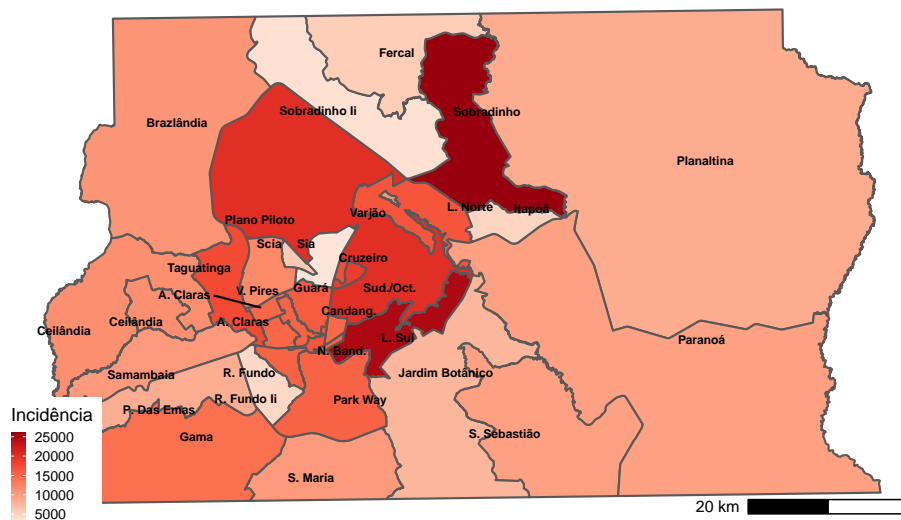 Fercal
Sobradinho Ii
Sobradinho
Brazlândia
Planaltina
L. Norte
Itapoã
Varjão
Plano Piloto
Scia
Sia
Cruzeiro
Taguatinga
Sud./Oct.
V. Pires
Guará
A. Claras
Candang.
Ceilândia
Ceilândia
A. Claras
L. Sul
Paranoá
N. Band.
Samambaia
R. Fundo
Jardim Botânico
R. Fundo Ii
Park Way
P. Das Emas
Gama
S. Sebastião
S. Maria
Incidência
25000
20000
15000
10000
5000
20 km